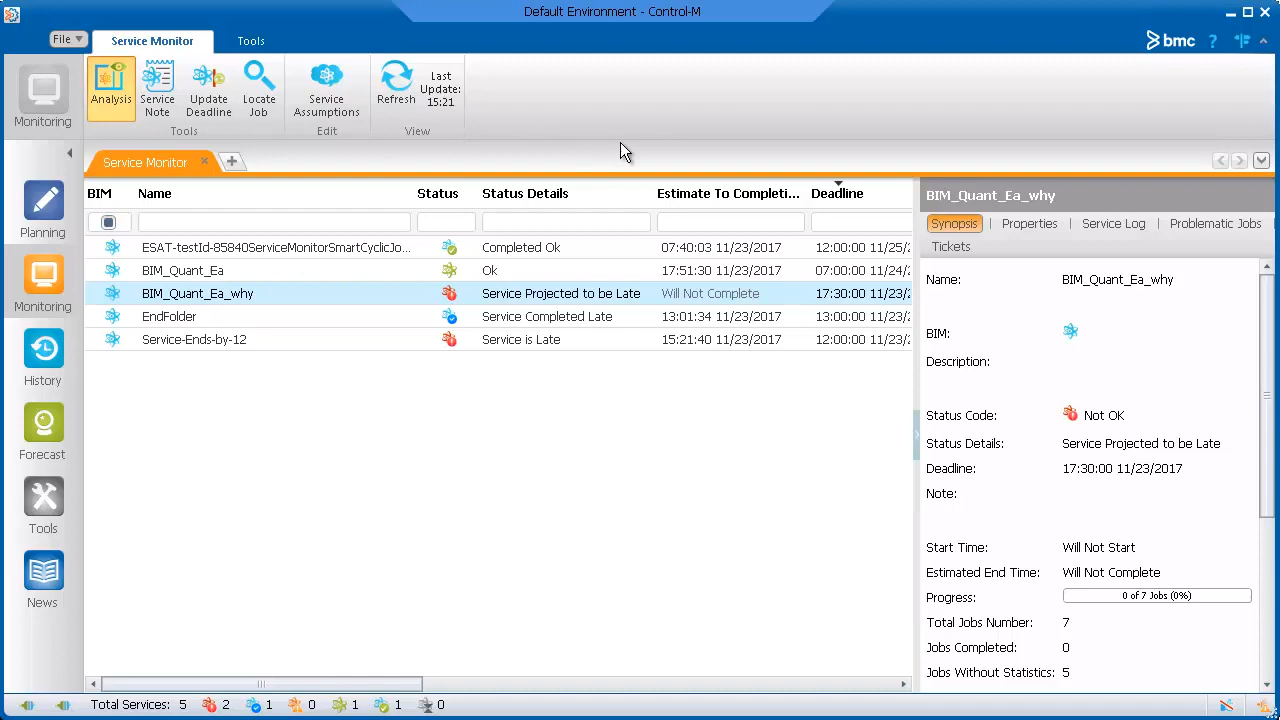 Default Environment - Control-M
File
Service Monitor
Tools
bmc
?
Monitoring
Analysis
Service Note
Update Deadline
Locate Job
Tools
Service Assumptions
Edit
Refresh
Last Update: 15:21
View
Planning
Monitoring
History
Forecast
Tools
News
Service Monitor
BIM Name Status Status Details Estimate To Completi... Deadline
ESAT-testId-85840ServiceMonitorSmartCyclicJo... Completed Ok 07:40:03 11/23/2017 12:00:00 11/25/2
BIM_Quant_Ea Ok 17:51:30 11/23/2017 07:00:00 11/24/2
BIM_Quant_Ea_why Service Projected to be Late Will Not Complete 17:30:00 11/23/2
EndFolder Service Completed Late 13:01:34 11/23/2017 13:00:00 11/23/2
Service-Ends-by-12 Service is Late 15:21:40 11/23/2017 12:00:00 11/23/2
BIM_Quant_Ea_why
Synopsis | Properties | Service Log | Problematic Jobs
Tickets
Name: BIM_Quant_Ea_why
BIM:
Description:
Status Code: Not OK
Status Details: Service Projected to be Late
Deadline: 17:30:00 11/23/2017
Note:
Start Time: Will Not Start
Estimated End Time: Will Not Complete
Progress: 0 of 7 Jobs (0%)
Total Jobs Number: 7
Jobs Completed: 0
Jobs Without Statistics: 5
Total Services: 5 2 1 0 1 1 0